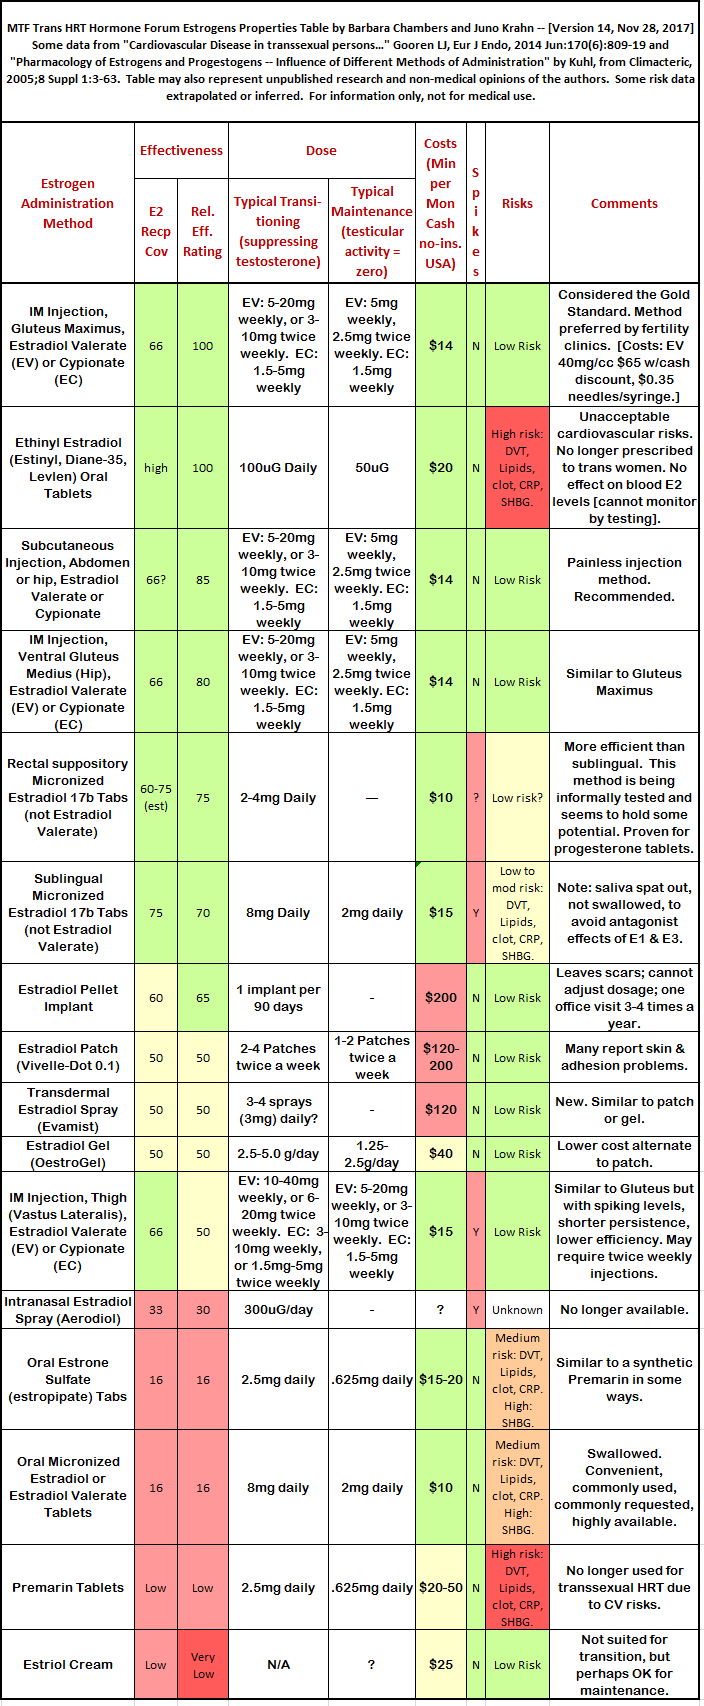 MTF Trans HRT Hormone Forum Estrogens Properties Table by Barbara Chambers and Juno Krahn -- [Version 14, Nov 28, 2017]
Some data from "Cardiovascular Disease in transsexual persons…" Gooren LJ, Eur J Endo, 2014 Jun:170(6):809-19 and
"Pharmacology of Estrogens and Progestogens -- Influence of Different Methods of Administration" by Kuhl, from Climacteric,
2005;8 Suppl 1:3-63.  Table may also represent unpublished research and non-medical opinions of the authors.  Some risk data
extrapolated or inferred.  For information only, not for medical use.
Estrogen
Administration
Method
Effectiveness
E2
Recp
Cov
Rel.
Eff.
Rating
Dose
Typical Transi-
tioning
(suppressing
testosterone)
Typical
Maintenance
(testicular
activity =
zero)
Costs
(Min
per
Mon
Cash
no-ins.
USA)
S
p
i
k
e
s
Risks
Comments
IM Injection,
Gluteus Maximus,
Estradiol Valerate
(EV) or Cypionate
(EC)
66
100
EV: 5-20mg
weekly, or 3-
10mg twice
weekly.  EC:
1.5-5mg
weekly
EV: 5mg
weekly,
2.5mg twice
weekly. EC:
1.5mg
weekly
$14
N
Low Risk
Considered the Gold
Standard. Method
preferred by fertility
clinics.  [Costs: EV
40mg/cc $65 w/cash
discount, $0.35
needles/syringe.]
Ethinyl Estradiol
(Estinyl, Diane-35,
Levlen) Oral
Tablets
high
100
100uG Daily
50uG
$20
N
High risk:
DVT,
Lipids,
clot, CRP,
SHBG.
Unacceptable
cardiovascular risks.
No longer prescribed
to trans women. No
effect on blood E2
levels [cannot monitor
by testing].
Subcutaneous
Injection, Abdomen
or hip, Estradiol
Valerate or
Cypionate
66?
85
EV: 5-20mg
weekly, or 3-
10mg twice
weekly.  EC:
1.5-5mg
weekly
EV: 5mg
weekly,
2.5mg twice
weekly. EC:
1.5mg
weekly
$14
N
Low Risk
Painless injection
method.
Recommended.
IM Injection,
Ventral Gluteus
Medius (Hip),
Estradiol Valerate
(EV) or Cypionate
(EC)
66
80
EV: 5-20mg
weekly, or 3-
10mg twice
weekly.  EC:
1.5-5mg
weekly
EV: 5mg
weekly,
2.5mg twice
weekly. EC:
1.5mg
weekly
$14
N
Low Risk
Similar to Gluteus
Maximus
Rectal suppository
Micronized
Estradiol 17b Tabs
(not Estradiol
Valerate)
60-75
(est)
75
2-4mg Daily
—
$10
?
Low risk?
More efficient than
sublingual.  This
method is being
informally tested and
seems to hold some
potential. Proven for
progesterone tablets.
Sublingual
Micronized
Estradiol 17b Tabs
(not Estradiol
Valerate)
75
70
8mg Daily
2mg daily
$15
Y
Low to
mod risk:
DVT,
Lipids,
clot, CRP,
SHBG.
Note: saliva spat out,
not swallowed, to
avoid antagonist
effects of E1 & E3.
Estradiol Pellet
Implant
60
65
1 implant per
90 days
-
$200
N
Low Risk
Leaves scars; cannot
adjust dosage; one
office visit 3-4 times a
year.
Estradiol Patch
(Vivelle-Dot 0.1)
50
50
2-4 Patches
twice a week
1-2 Patches
twice a
week
$120-
200
N
Low Risk
Many report skin &
adhesion problems.
Transdermal
Estradiol Spray
(Evamist)
50
50
3-4 sprays
(3mg) daily?
-
$120
N
Low Risk
New. Similar to patch
or gel.
Estradiol Gel
(OestroGel)
50
50
2.5-5.0 g/day
1.25-
2.5g/day
$40
N
Low Risk
Lower cost alternate
to patch.
IM Injection, Thigh
(Vastus Lateralis),
Estradiol Valerate
(EV) or Cypionate
(EC)
66
50
EV: 10-40mg
weekly, or 6-
20mg twice
weekly.  EC:  3-
10mg weekly,
or 1.5mg-5mg
twice weekly
EV: 5-20mg
weekly, or 3-
10mg twice
weekly. EC:
1.5-5mg
weekly
$15
Y
Low Risk
Similar to Gluteus but
with spiking levels,
shorter persistence,
lower efficiency. May
require twice weekly
injections.
Intranasal Estradiol
Spray (Aerodiol)
33
30
300uG/day
-
?
Y
Unknown
No longer available.
Oral Estrone
Sulfate
(estropipate) Tabs
16
16
2.5mg daily
.625mg daily
$15-20
N
Medium
risk: DVT,
Lipids,
clot, CRP.
High:
SHBG.
Similar to a synthetic
Premarin in some
ways.
Oral Micronized
Estradiol or
Estradiol Valerate
Tablets
16
16
8mg daily
2mg daily
$10
N
Medium
risk: DVT,
Lipids,
clot, CRP.
High:
SHBG.
Swallowed.
Convenient,
commonly used,
commonly requested,
highly available.
Premarin Tablets
Low
Low
2.5mg daily
.625mg daily
$20-50
N
High risk:
DVT,
Lipids,
clot, CRP,
SHBG.
No longer used for
transsexual HRT due
to CV risks.
Estriol Cream
Low
Very
Low
N/A
?
$25
N
Low Risk
Not suited for
transition, but
perhaps OK for
maintenance.